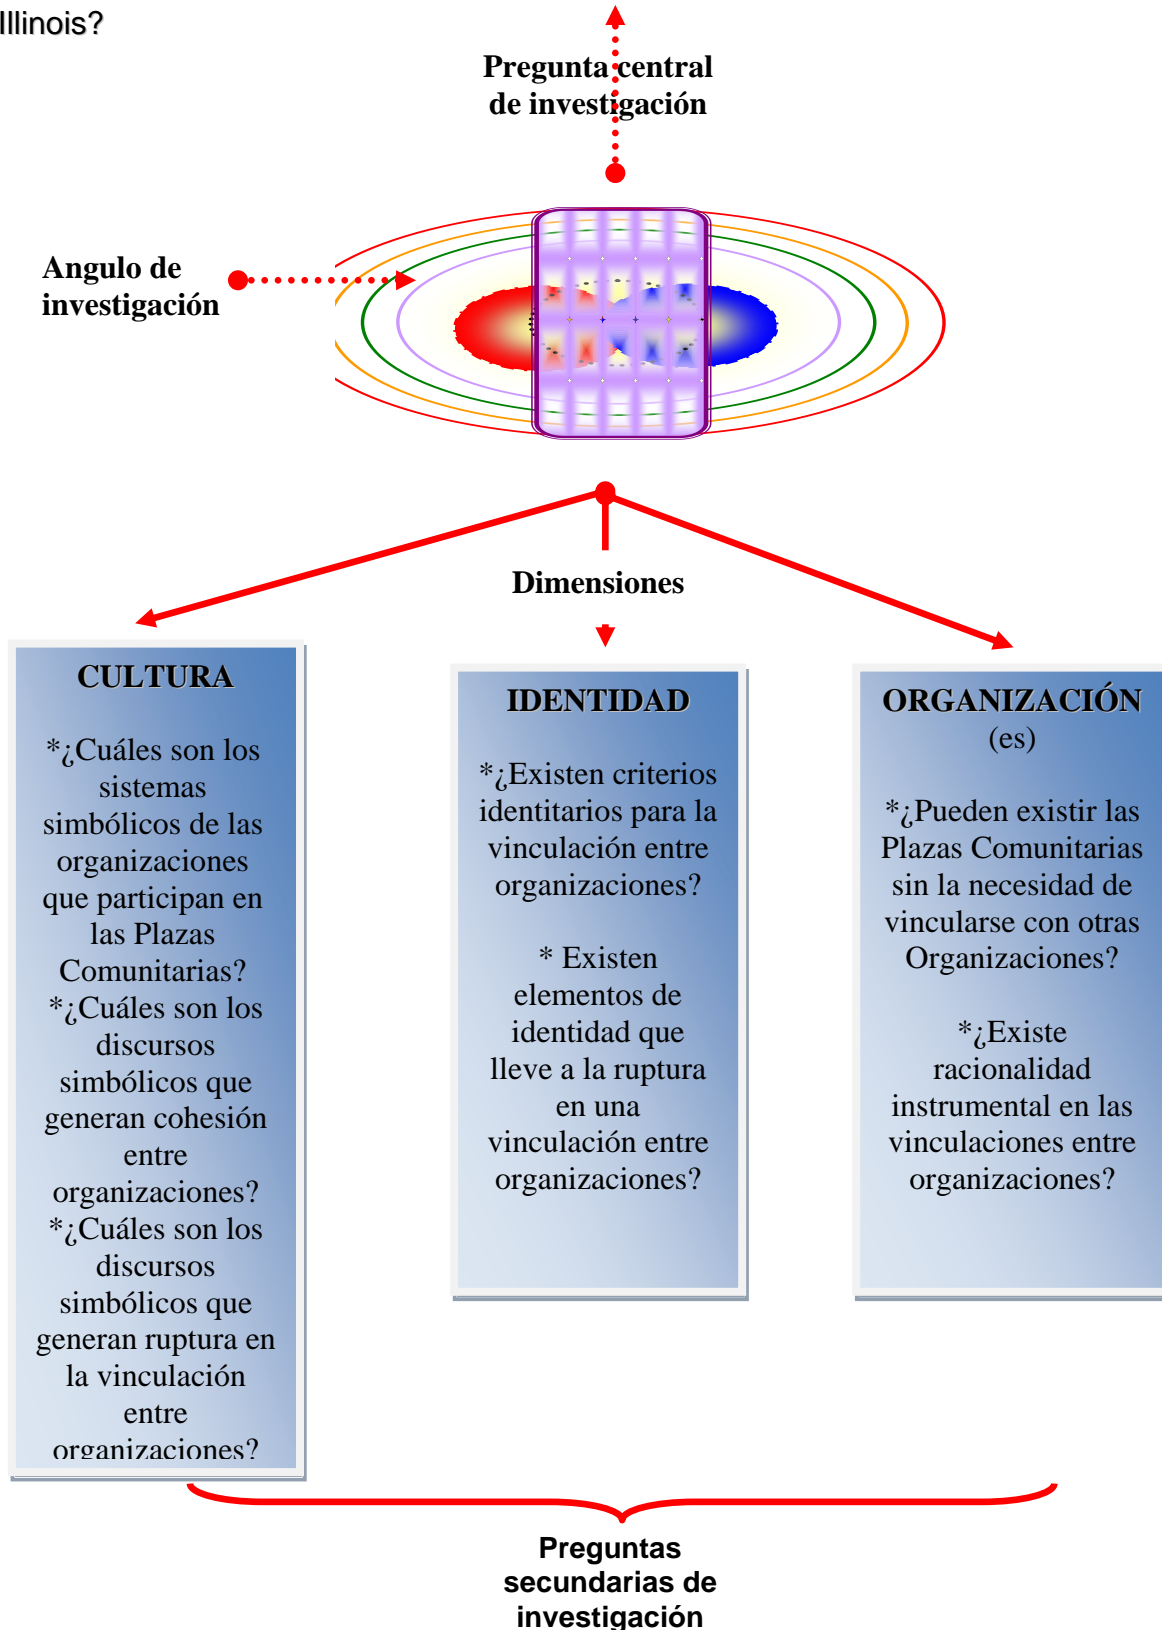 Illinois?
Pregunta central
de investigación
Angulo de
investigación
Dimensiones
CULTURA
*¿Cuáles son los
sistemas
simbólicos de las
organizaciones
que participan en
las Plazas
Comunitarias?
*¿Cuáles son los
discursos
simbólicos que
generan cohesión
entre
organizaciones?
*¿Cuáles son los
discursos
simbólicos que
generan ruptura en
la vinculación
entre
organizaciones?
IDENTIDAD
*¿Existen criterios
identitarios para la
vinculación entre
organizaciones?
* Existen
elementos de
identidad que
lleve a la ruptura
en una
vinculación entre
organizaciones?
ORGANIZACIÓN
(es)
*¿Pueden existir las
Plazas Comunitarias
sin la necesidad de
vincularse con otras
Organizaciones?
*¿Existe
racionalidad
instrumental en las
vinculaciones entre
organizaciones?
Preguntas
secundarias de
investigación